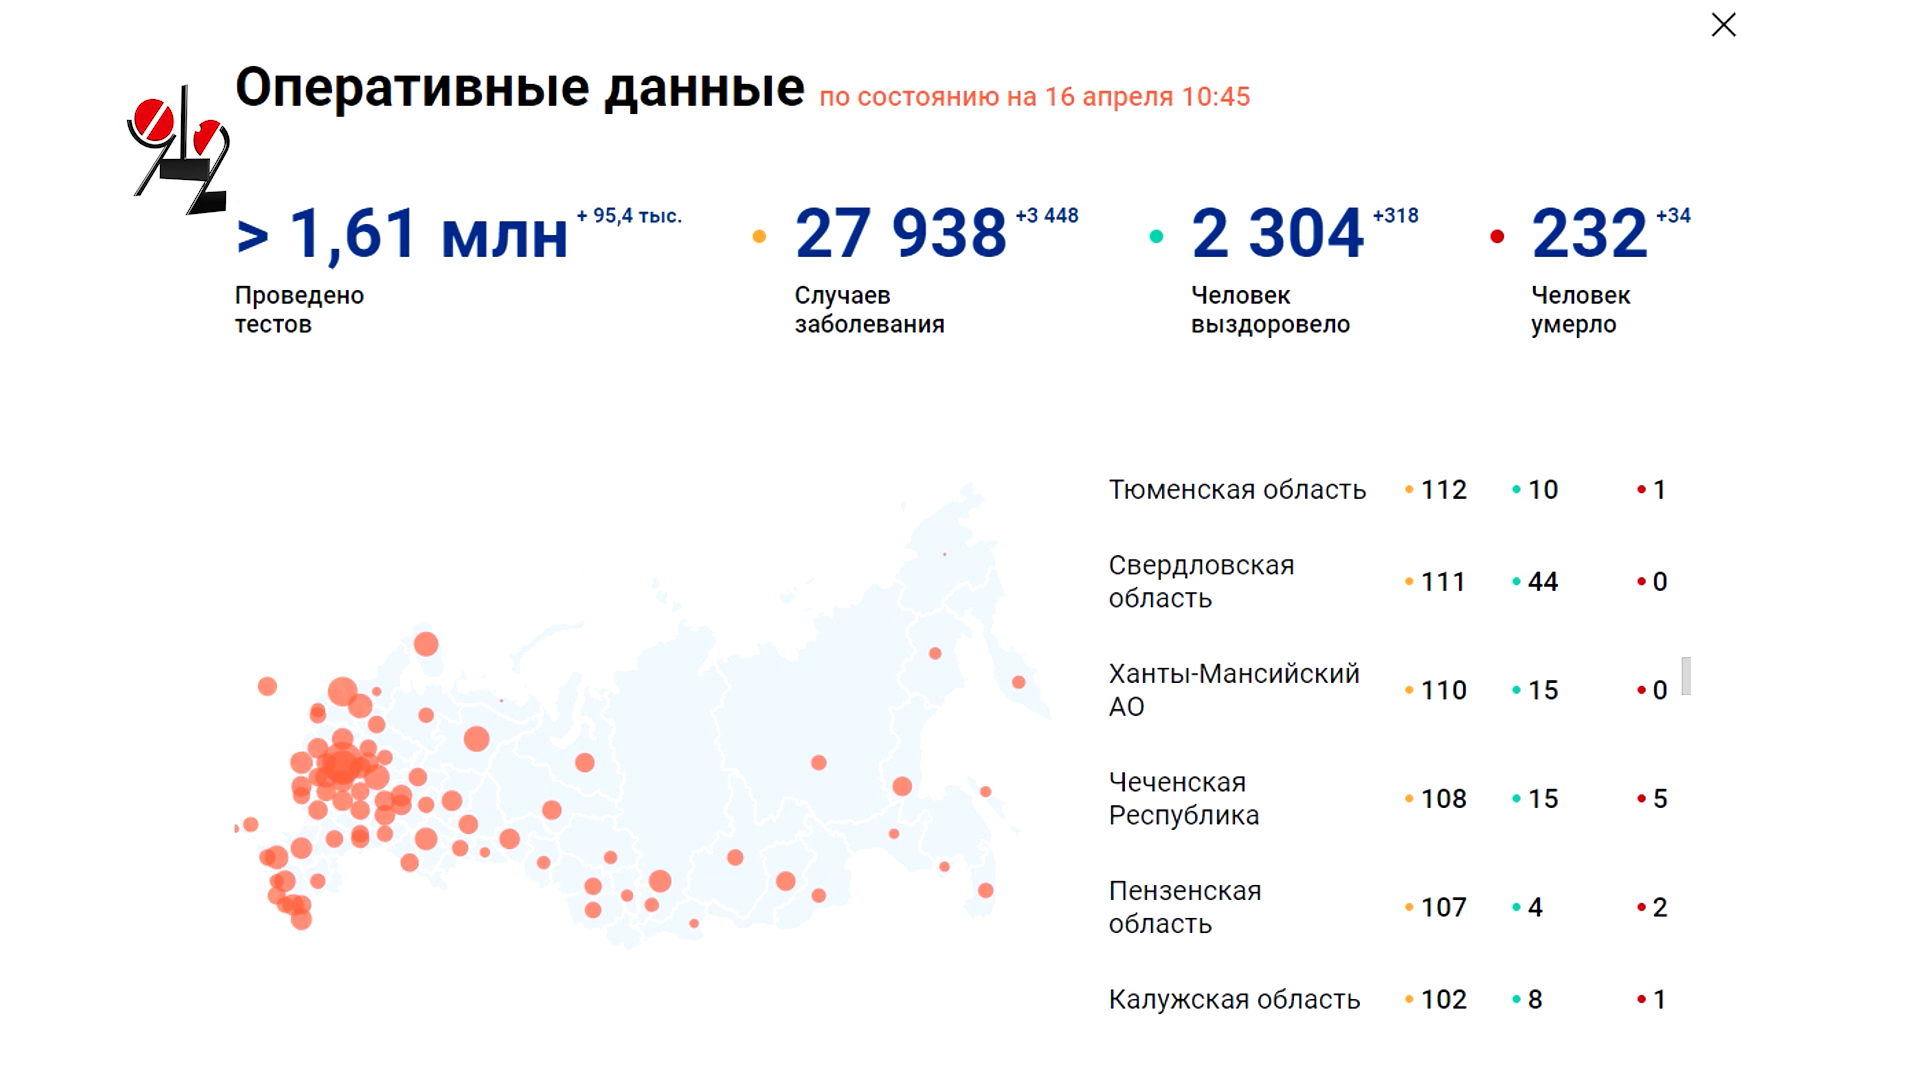 Оперативные данные по состоянию на 16 апреля 10:45
912
> 1,61 млн + 95,4 тыс.
27 938 +3 448
2 304 +318
232 +34
Проведено
тестов
Случаев
заболевания
Человек
выздоровело
Человек
умерло
Тюменская область 112 10 1
Свердловская
область 111 44 0
Ханты-Мансийский
АО 110 15 0
Чеченская
Республика 108 15 5
Пензенская
область 107 4 2
Калужская область 102 8 1